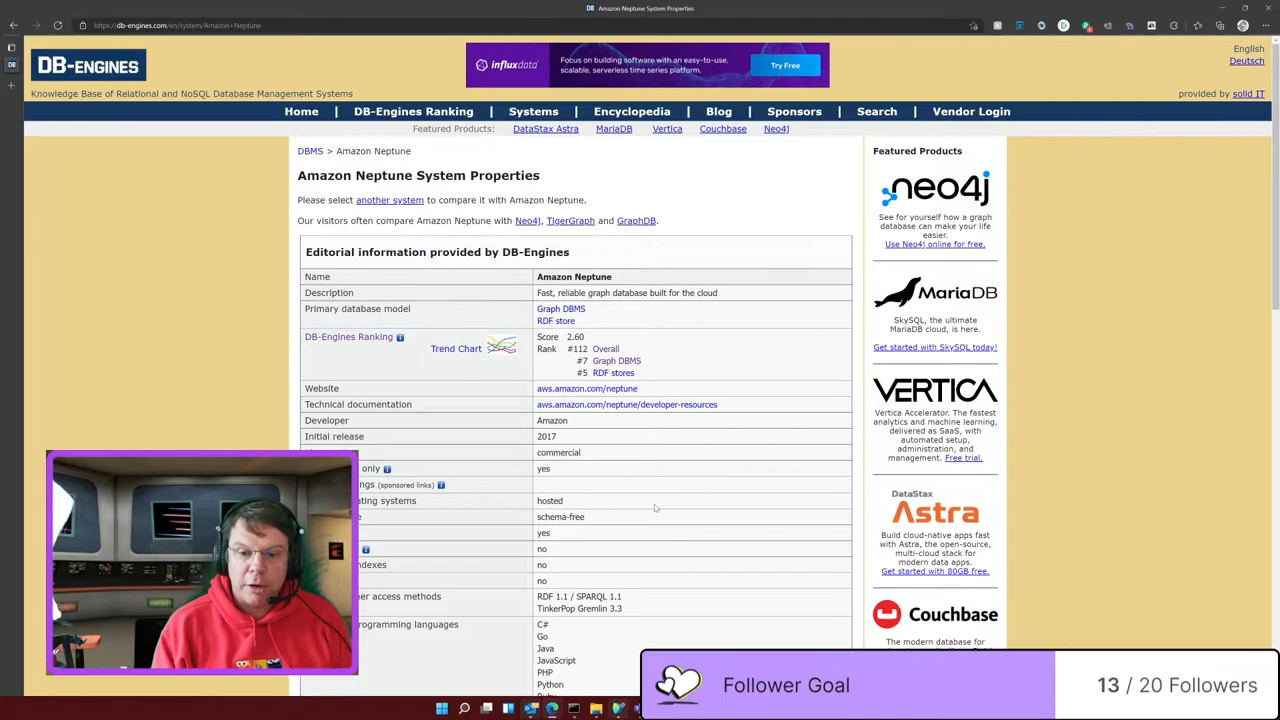 Amazon Neptune System Properties
https://db-engines.com/en/system/Amazon+Neptune
DB-ENGINES
influxdata
Focus on building software with an easy-to-use,
scalable, serverless time series platform.
Try Free
English
Deutsch
Knowledge Base of Relational and NoSQL Database Management Systems
provided by solid IT
Home | DB-Engines Ranking | Systems | Encyclopedia | Blog | Sponsors | Search | Vendor Login
Featured Products: DataStax Astra MariaDB Vertica Couchbase Neo4j
DBMS > Amazon Neptune
Amazon Neptune System Properties
Please select another system to compare it with Amazon Neptune.
Our visitors often compare Amazon Neptune with Neo4j, TigerGraph and GraphDB.
Editorial information provided by DB-Engines
Name Amazon Neptune
Description Fast, reliable graph database built for the cloud
Primary database model Graph DBMS
RDF store
DB-Engines Ranking Score 2.60
Trend Chart Rank #112 Overall
#7 Graph DBMS
#5 RDF stores
Website aws.amazon.com/neptune
Technical documentation aws.amazon.com/neptune/developer-resources
Developer Amazon
Initial release 2017
commercial
only yes
ngs (sponsored links)
ating systems hosted
schema-free
yes
no
ndexes no
no
er access methods RDF 1.1 / SPARQL 1.1
TinkerPop Gremlin 3.3
rogramming languages C#
Go
Java
JavaScript
PHP
Python
Featured Products
neo4j
See for yourself how a graph
database can make your life
easier.
Use Neo4j online for free.
MariaDB
SkySQL, the ultimate
MariaDB cloud, is here.
Get started with SkySQL today!
VERTICA
Vertica Accelerator. The fastest
analytics and machine learning,
delivered as SaaS, with
automated setup,
administration, and
management. Free trial.
DataStax
Astra
Build cloud-native apps fast
with Astra, the open-source,
multi-cloud stack for
modern data apps.
Get started with 80GB free.
Couchbase
The modern database for
Follower Goal
13 / 20 Followers